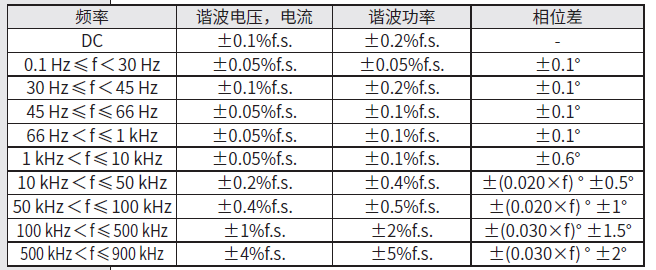 频率 谐波电压，电流 谐波功率 相位差
DC ±0.1%f.s. ±0.2%f.s. -
0.1 Hz≤f＜30 Hz ±0.05%f.s. ±0.05%f.s. ±0.1°
30 Hz≤f＜45 Hz ±0.1%f.s. ±0.2%f.s. ±0.1°
45 Hz≤f≤66 Hz ±0.05%f.s. ±0.1%f.s. ±0.1°
66 Hz＜f≤1 kHz ±0.05%f.s. ±0.1%f.s. ±0.1°
1 kHz＜f≤10 kHz ±0.05%f.s. ±0.1%f.s. ±0.6°
10 kHz＜f≤50 kHz ±0.2%f.s. ±0.4%f.s. ±(0.020×f) ° ±0.5°
50 kHz＜f≤100 kHz ±0.4%f.s. ±0.5%f.s. ±(0.020×f) ° ±1°
100 kHz＜f≤500 kHz ±1%f.s. ±2%f.s. ±(0.030×f)° ±1.5°
500 kHz＜f≤900 kHz ±4%f.s. ±5%f.s. ±(0.030×f) ° ±2°